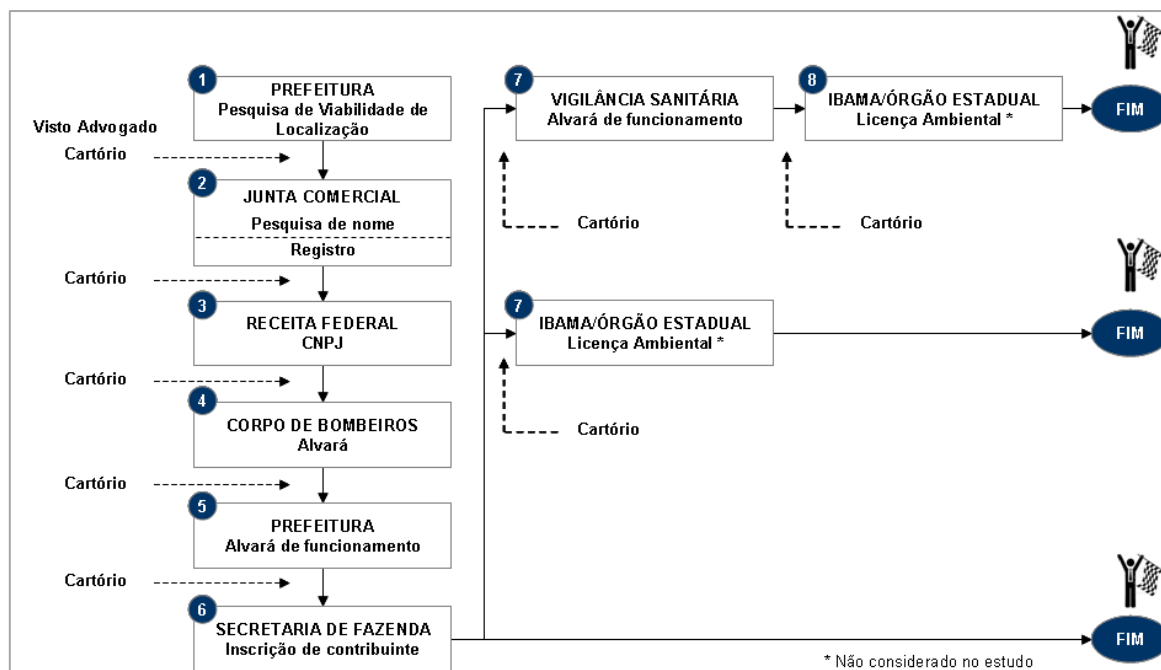 1
PREFEITURA
Pesquisa de Viabilidade de
Localização
Visto Advogado
Cartório
2
JUNTA COMERCIAL
Pesquisa de nome
Registro
Cartório
3
RECEITA FEDERAL
CNPJ
Cartório
4
CORPO DE BOMBEIROS
Alvará
Cartório
5
PREFEITURA
Alvará de funcionamento
Cartório
6
SECRETARIA DE FAZENDA
Inscrição de contribuinte
7
VIGILÂNCIA SANITÁRIA
Alvará de funcionamento
Cartório
8
IBAMA/ÓRGÃO ESTADUAL
Licença Ambiental *
Cartório
FIM
7
IBAMA/ÓRGÃO ESTADUAL
Licença Ambiental *
Cartório
FIM
FIM
* Não considerado no estudo